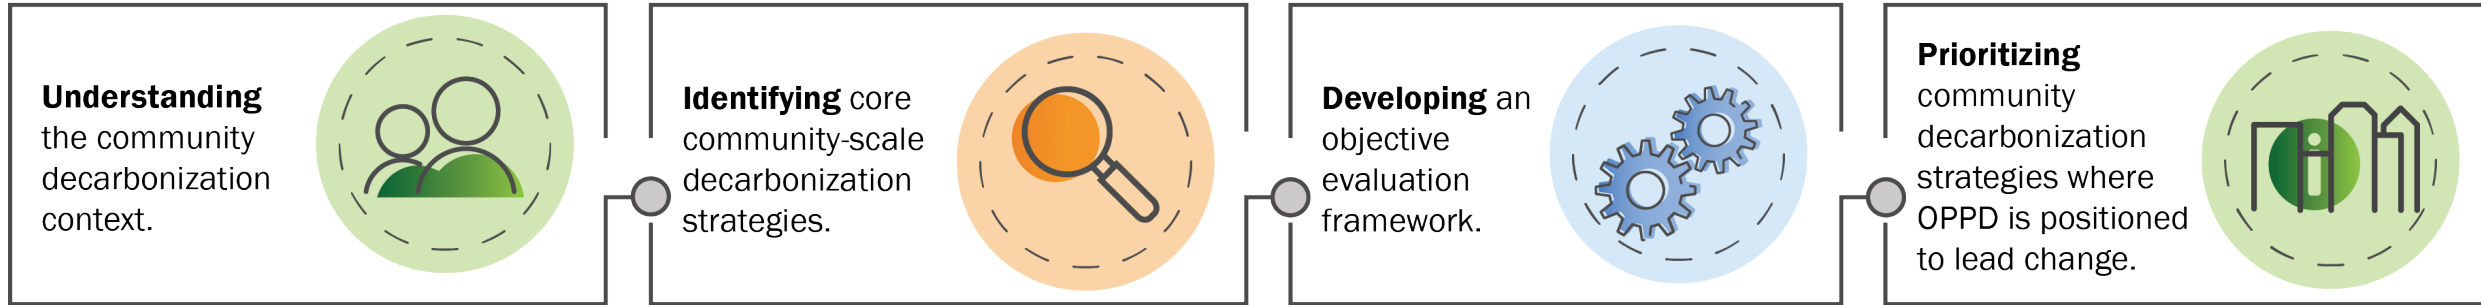 Understanding
the community
decarbonization
context.
Identifying core
community-scale
decarbonization
strategies.
Developing an
objective
evaluation
framework.
Prioritizing
community
decarbonization
strategies where
OPPD is positioned
to lead change.